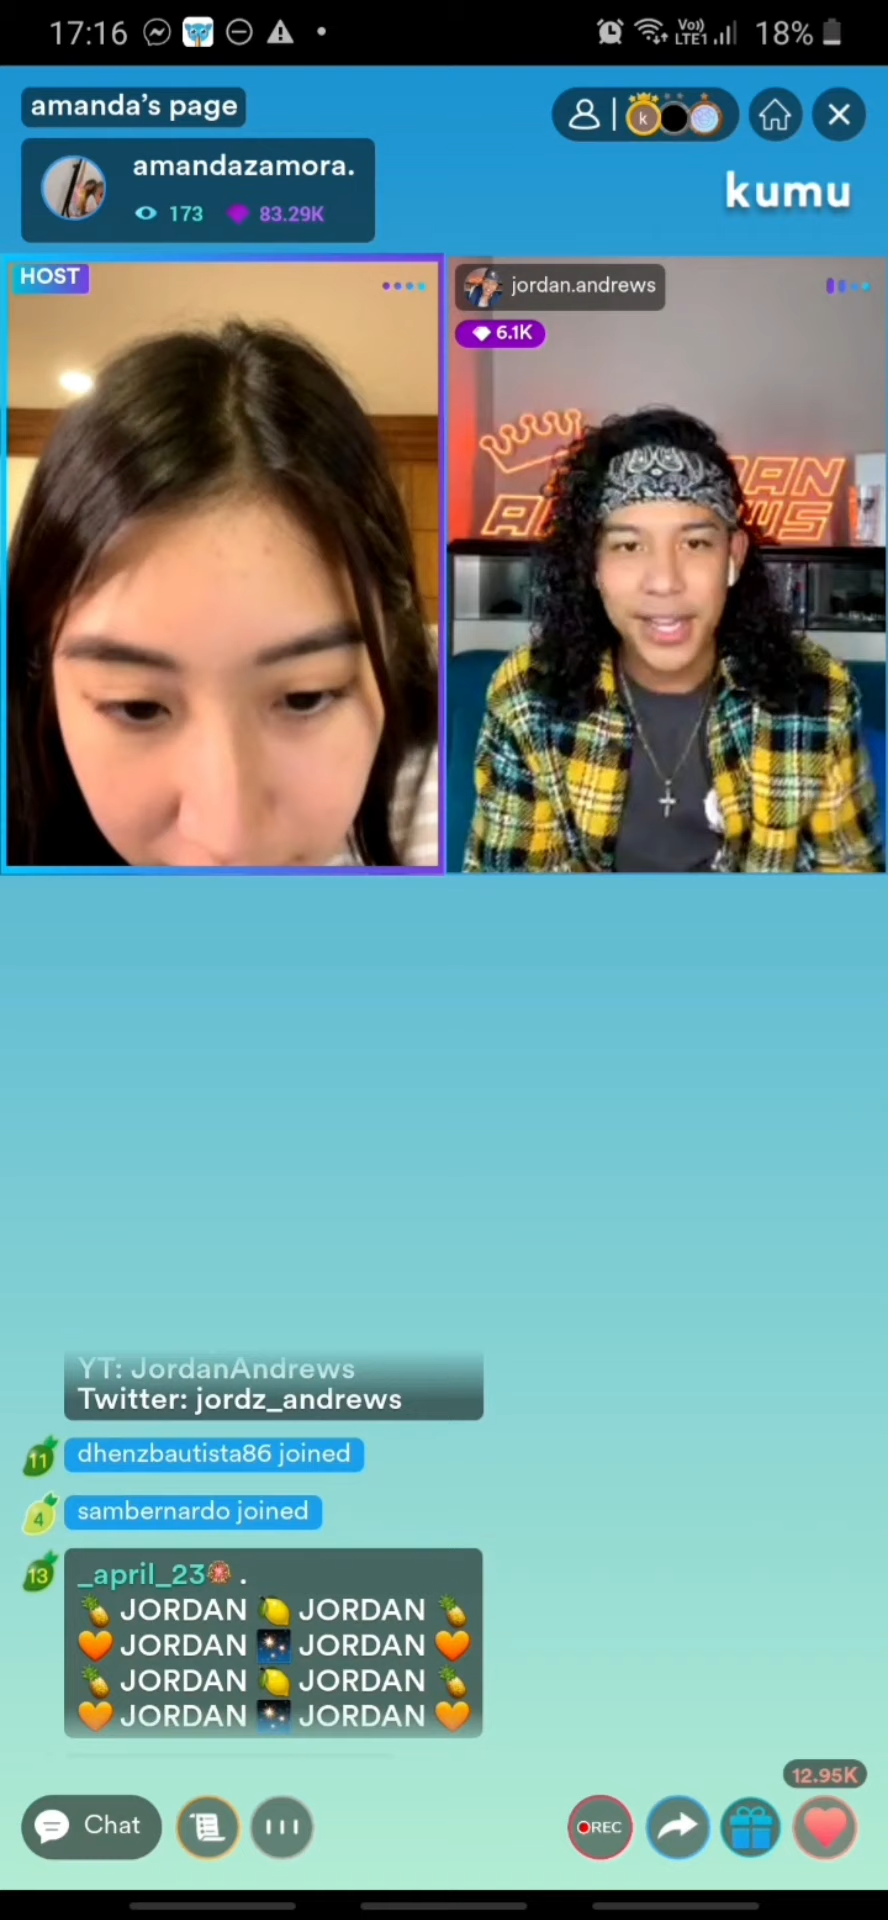 17:16
Vo)) LTE1 18%
amanda's page
k
amandazamora.
173 83.29K
kumu
HOST
jordan.andrews
6.1K
YT: JordanAndrews
Twitter: jordz_andrews
11 dhenzbautista86 joined
4 sambernardo joined
13 _april_23 .
🍍 JORDAN 🍋 JORDAN 🍍
🧡 JORDAN 🎇 JORDAN 🧡
🍍 JORDAN 🍋 JORDAN 🍍
🧡 JORDAN 🎇 JORDAN 🧡
12.95K
Chat
REC